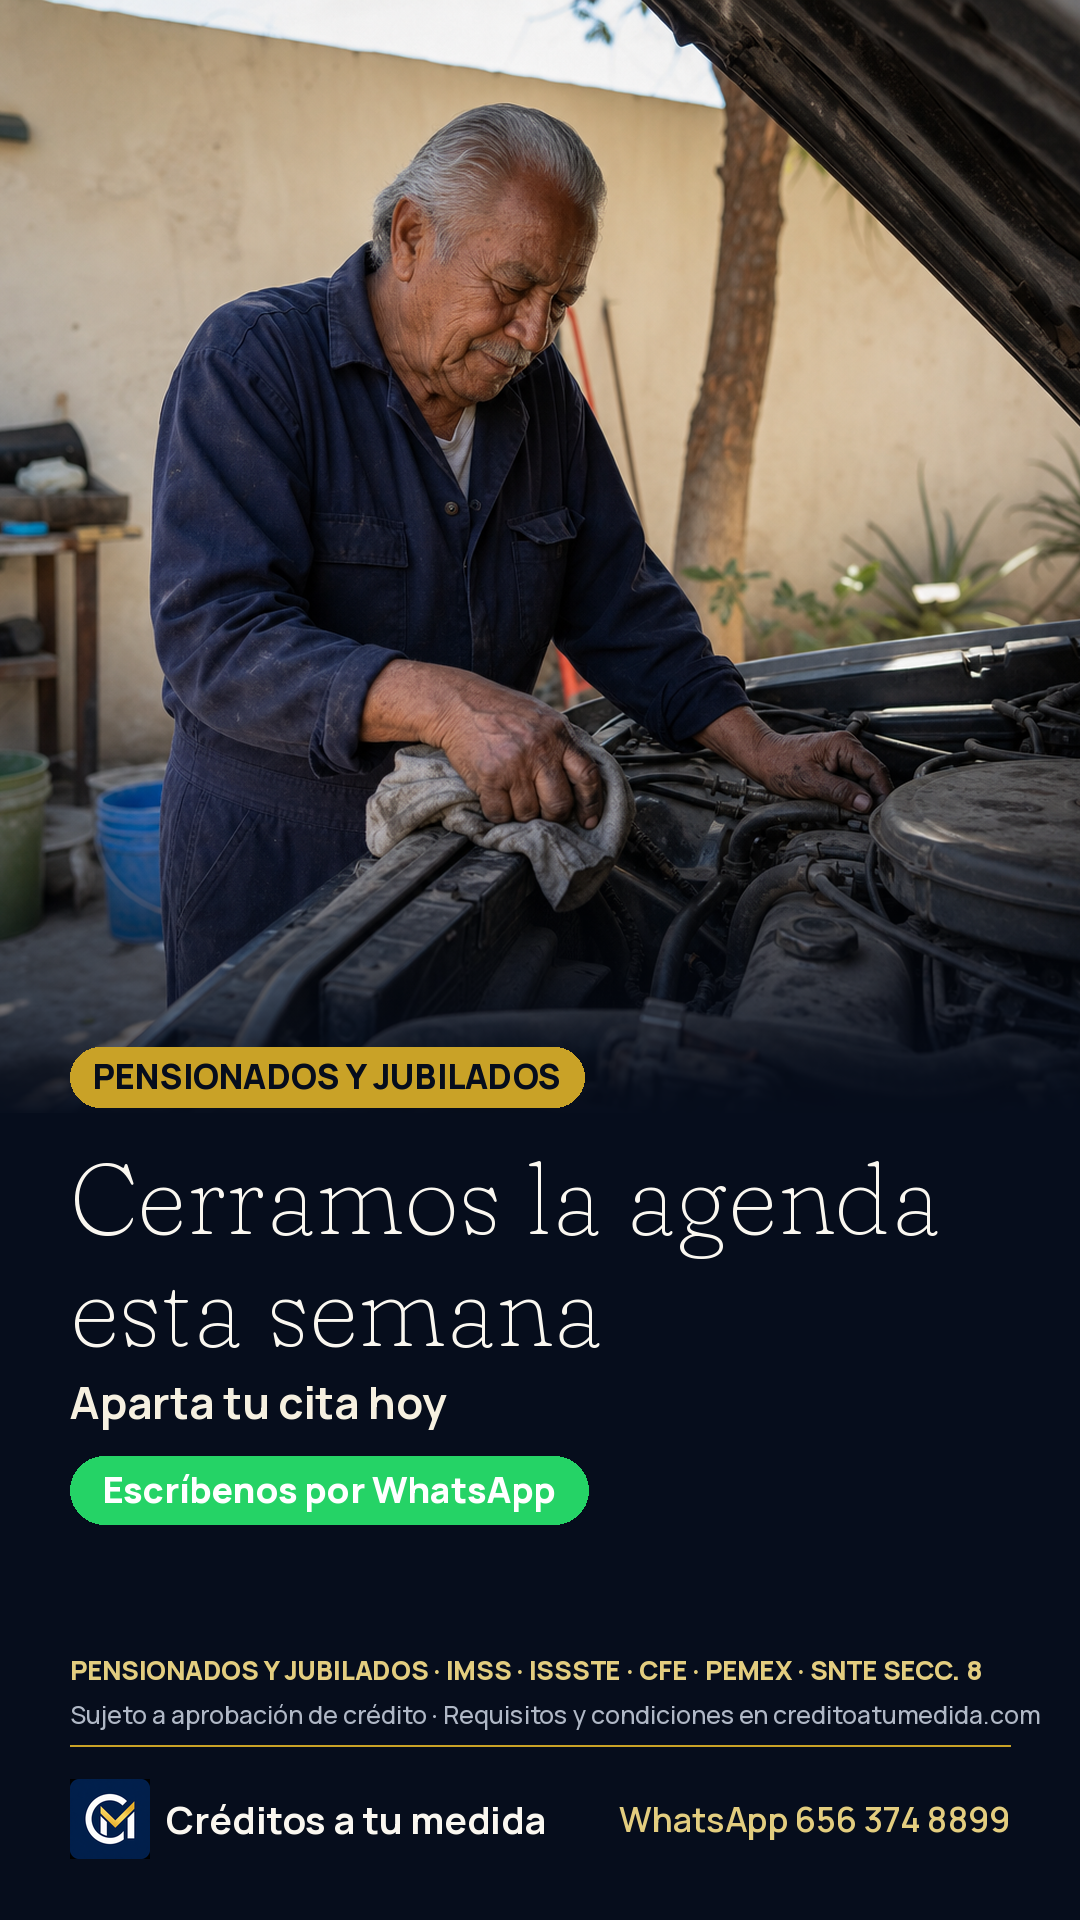 PENSIONADOS Y JUBILADOS
Cerramos la agenda
esta semana
Aparta tu cita hoy
Escríbenos por WhatsApp
PENSIONADOS Y JUBILADOS · IMSS · ISSSTE · CFE · PEMEX · SNTE SECC. 8
Sujeto a aprobación de crédito · Requisitos y condiciones en creditoatumedida.com
Créditos a tu medida
WhatsApp 656 374 8899